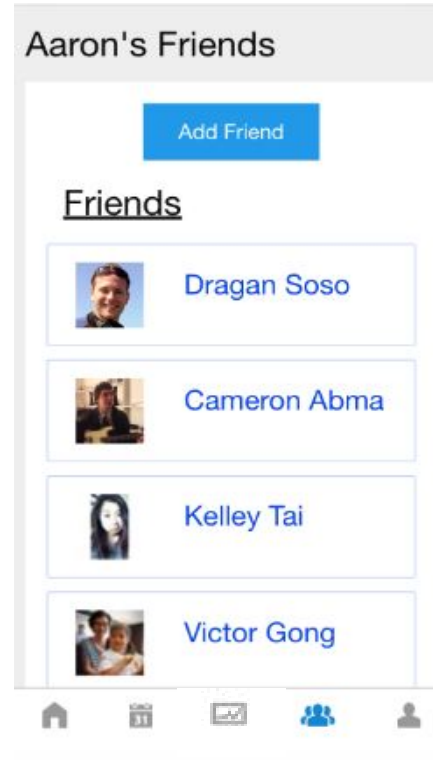 Aaron's Friends
Add Friend
Friends
Dragan Soso
Cameron Abma
Kelley Tai
Victor Gong
31